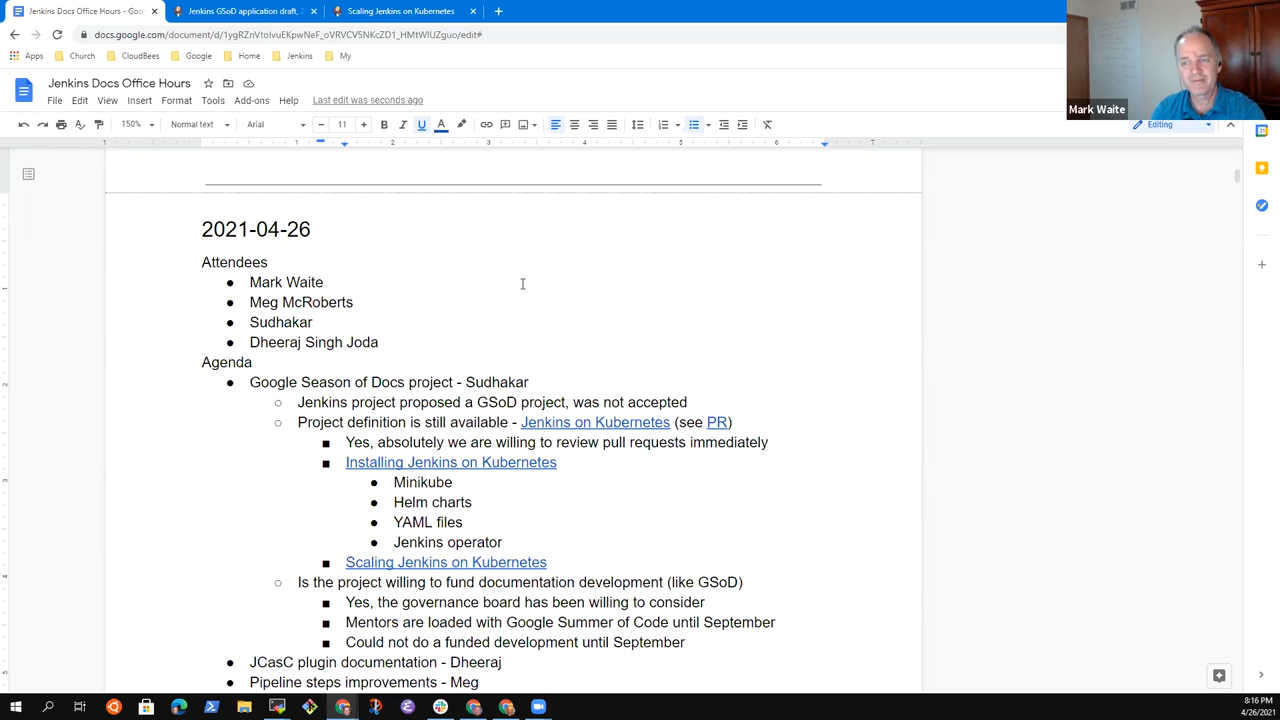 Jenkins Docs Office Hours - Goo
Jenkins GSoD application draft, 2
Scaling Jenkins on Kubernetes
Apps
Church
CloudBees
Google
Home
Jenkins
My
Jenkins Docs Office Hours
File Edit View Insert Format Tools Add-ons Help Last edit was seconds ago
150% Normal text Arial 11 Editing
Mark Waite
1 1 2 3 4 5 6 7
2021-04-26
Attendees
● Mark Waite
● Meg McRoberts
● Sudhakar
● Dheeraj Singh Joda
Agenda
● Google Season of Docs project - Sudhakar
○ Jenkins project proposed a GSoD project, was not accepted
○ Project definition is still available - Jenkins on Kubernetes (see PR)
■ Yes, absolutely we are willing to review pull requests immediately
■ Installing Jenkins on Kubernetes
● Minikube
● Helm charts
● YAML files
● Jenkins operator
■ Scaling Jenkins on Kubernetes
○ Is the project willing to fund documentation development (like GSoD)
■ Yes, the governance board has been willing to consider
■ Mentors are loaded with Google Summer of Code until September
■ Could not do a funded development until September
● JCasC plugin documentation - Dheeraj
● Pipeline steps improvements - Meg
8:16 PM
4/26/2021